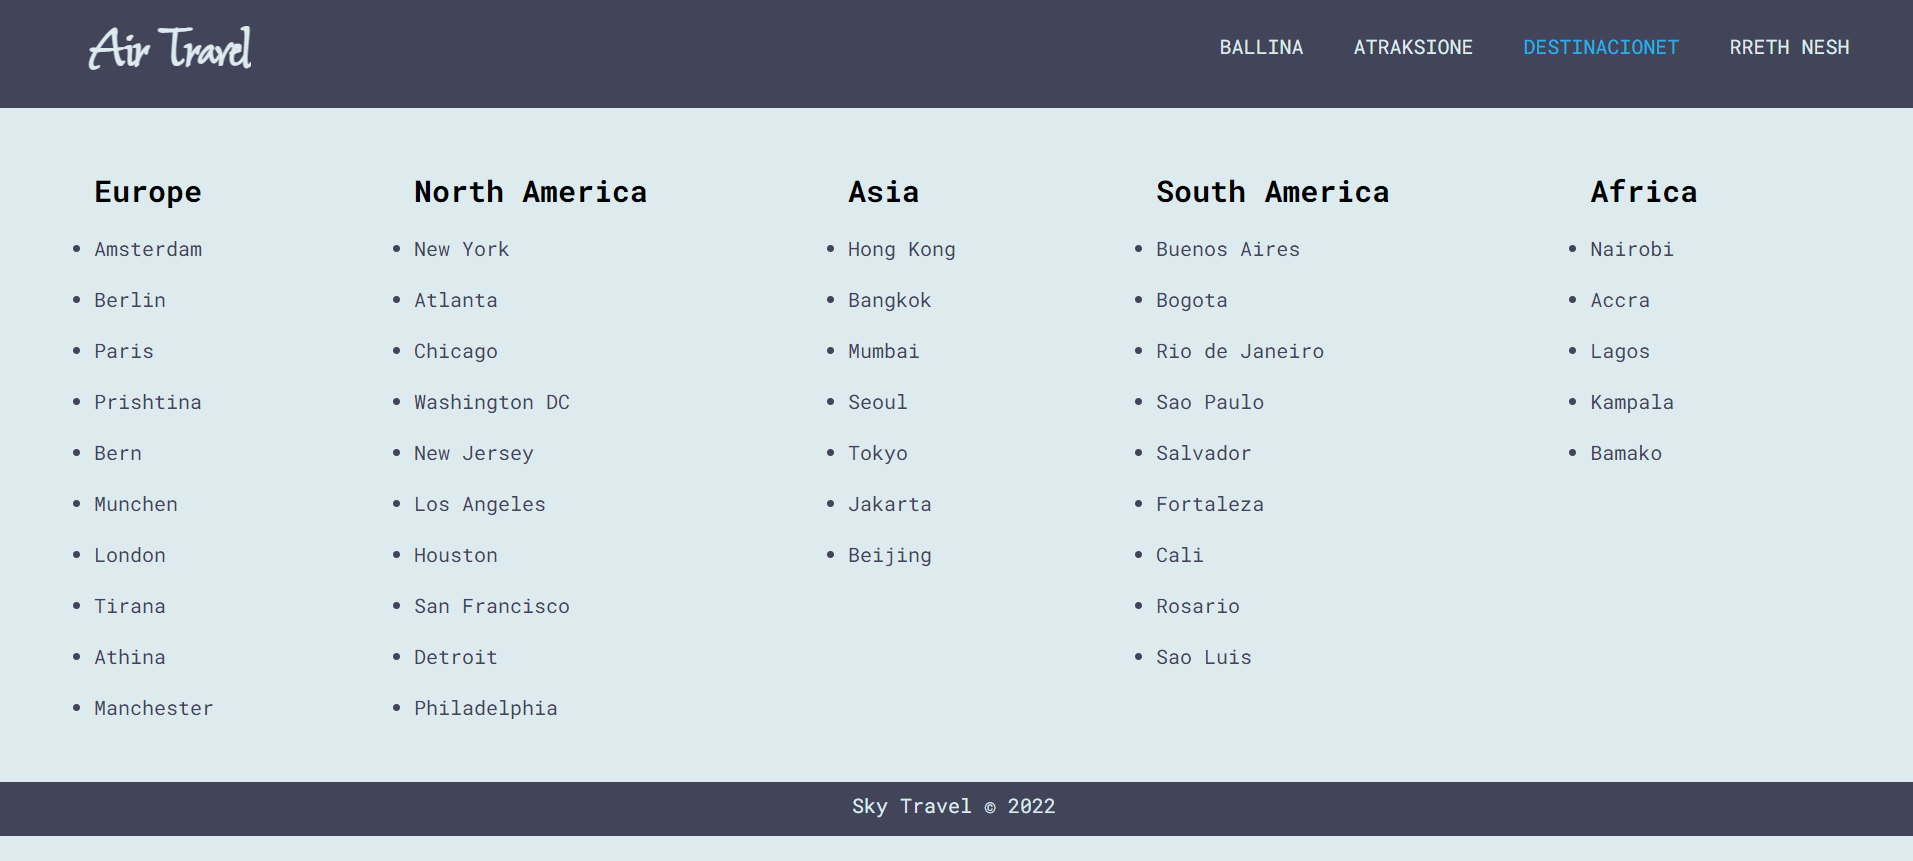 Air Travel
BALLINA
ATRAKSIONE
DESTINACIONET
RRETH NESH
Europe
Amsterdam
Berlin
Paris
Prishtina
Bern
Munchen
London
Tirana
Athina
Manchester
North America
New York
Atlanta
Chicago
Washington DC
New Jersey
Los Angeles
Houston
San Francisco
Detroit
Philadelphia
Asia
Hong Kong
Bangkok
Mumbai
Seoul
Tokyo
Jakarta
Beijing
South America
Buenos Aires
Bogota
Rio de Janeiro
Sao Paulo
Salvador
Fortaleza
Cali
Rosario
Sao Luis
Africa
Nairobi
Accra
Lagos
Kampala
Bamako
Sky Travel © 2022